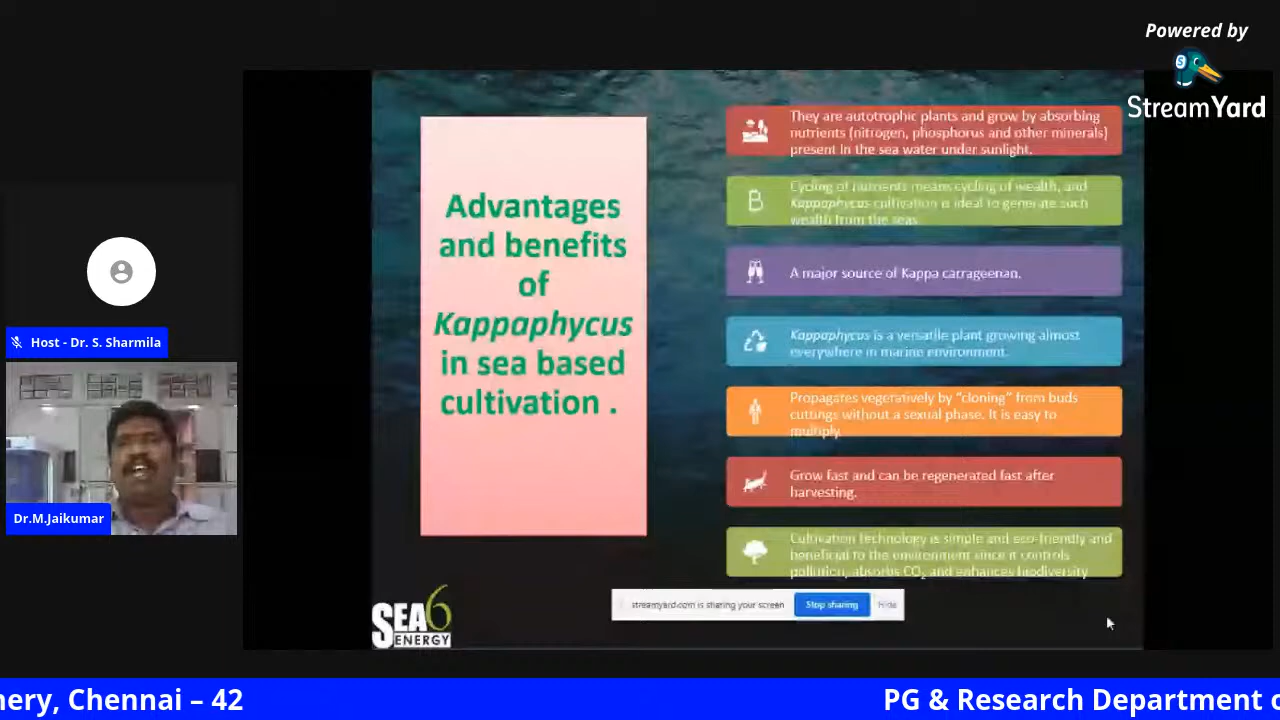 Powered by
StreamYard
Advantages
and benefits
of
Kappaphycus
in sea based
cultivation .
They are autotrophic plants and grow by absorbing
nutrients (nitrogen, phosphorus and other minerals)
present in the sea water under sunlight.
Cycling of nutrients means cycling of wealth, and
Kappaphycus cultivation is ideal to generate such
wealth from the seas
A major source of Kappa carrageenan.
Kappaphycus is a versatile plant growing almost
everywhere in marine environment.
Propagates vegetatively by “cloning” from buds
cuttings without a sexual phase. It is easy to
multiply.
Grow fast and can be regenerated fast after
harvesting.
Cultivation technology is simple and eco-friendly and
beneficial to the environment since it controls
pollution, absorbs CO₂ and enhances biodiversity
streamyard.com is sharing your screen
Stop sharing
Hide
SEA6
ENERGY
Host - Dr. S. Sharmila
Dr.M.Jaikumar
nery, Chennai – 42
PG & Research Department o